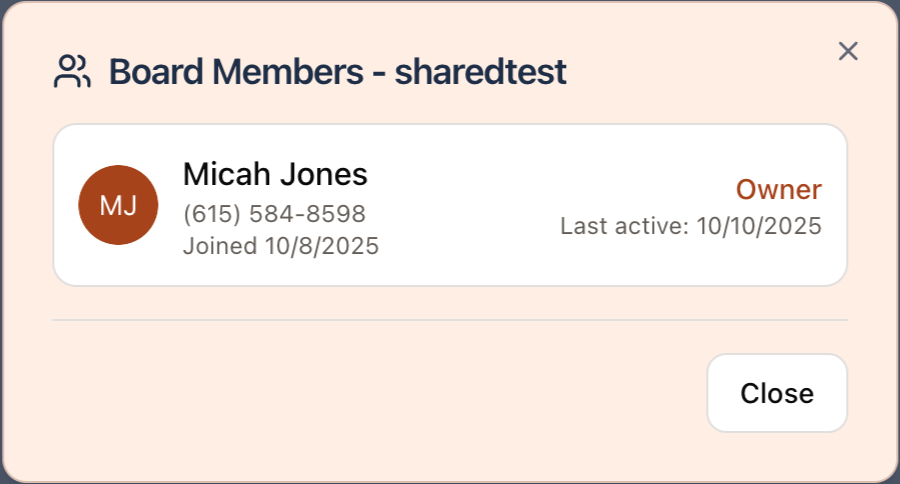 Board Members - sharedtest
MJ
Micah Jones
(615) 584-8598
Joined 10/8/2025
Owner
Last active: 10/10/2025
Close